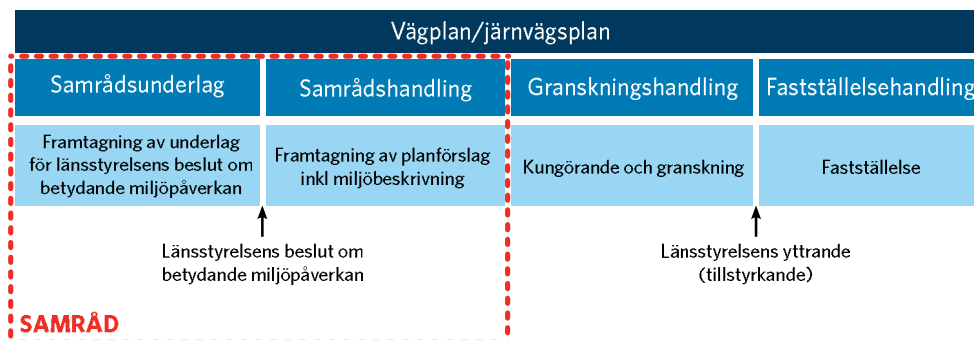 Vägplan/järnvägsplan
Samrådsunderlag
Samrådshandling
Granskningshandling
Fastställelsehandling
Framtagning av underlag
för länsstyrelsens beslut om
betydande miljöpåverkan
Framtagning av planförslag
inkl miljöbeskrivning
Kungörande och granskning
Fastställelse
Länsstyrelsens beslut om
betydande miljöpåverkan
Länsstyrelsens yttrande
(tillstyrkande)
SAMRÅD